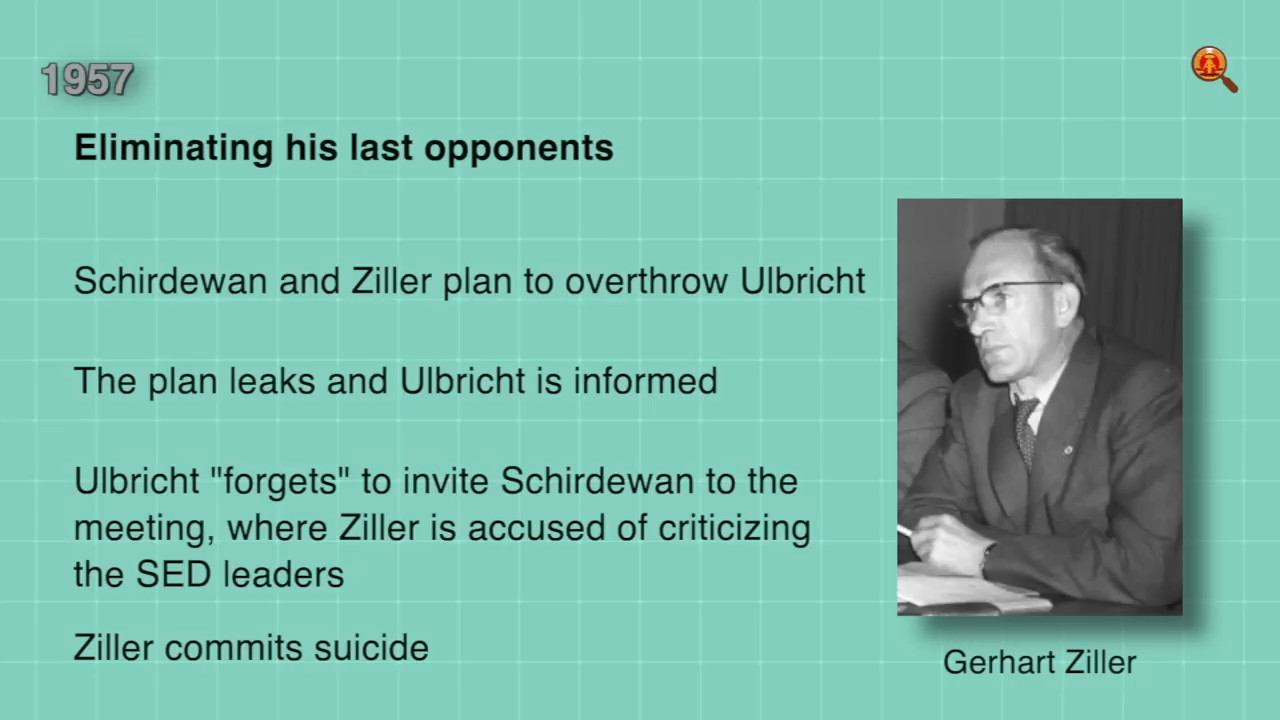 1957
Eliminating his last opponents
Schirdewan and Ziller plan to overthrow Ulbricht
The plan leaks and Ulbricht is informed
Ulbricht "forgets" to invite Schirdewan to the
meeting, where Ziller is accused of criticizing
the SED leaders
Ziller commits suicide
Gerhart Ziller